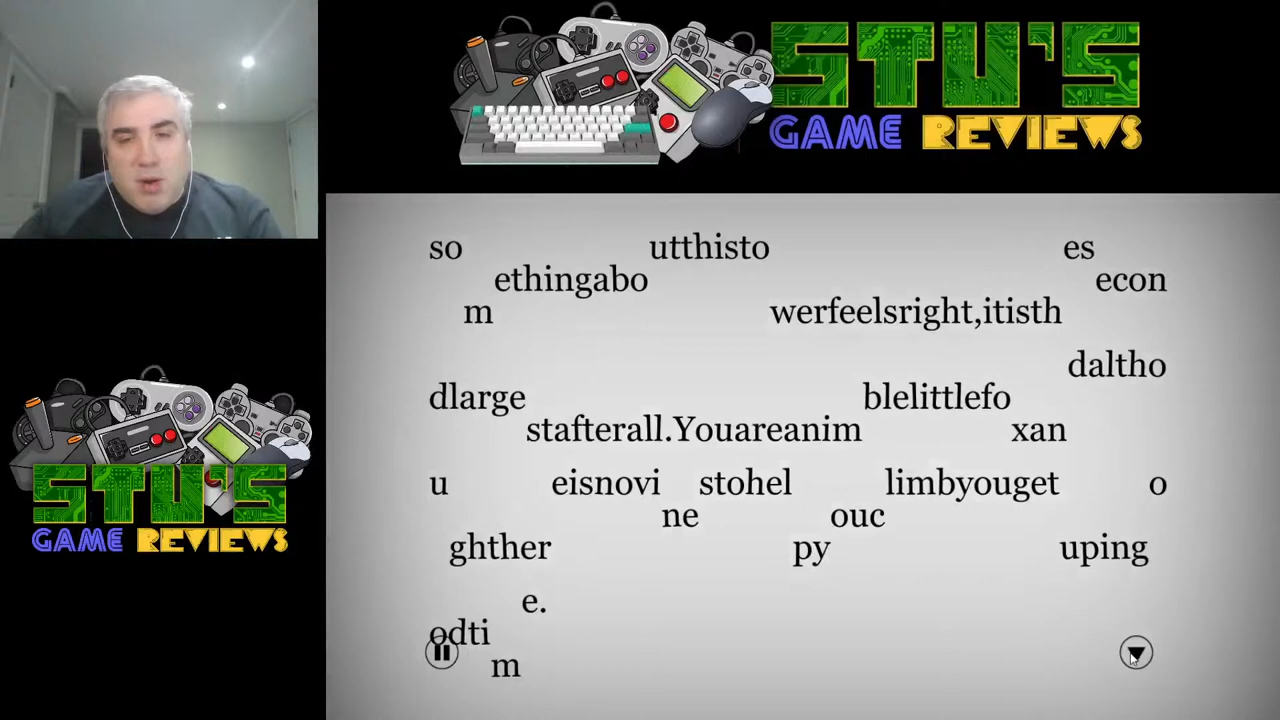 STU'S
GAME REVIEWS
so utthisto es
ethingabo econ
m werfeelsright,itisth
daltho
dlarge blelittlefo
stafterall.Youareanim xan
u eisnovi stohel limbyouget o
ne ouc
ghther py uping
e.
odti
m
STU'S
GAME REVIEWS